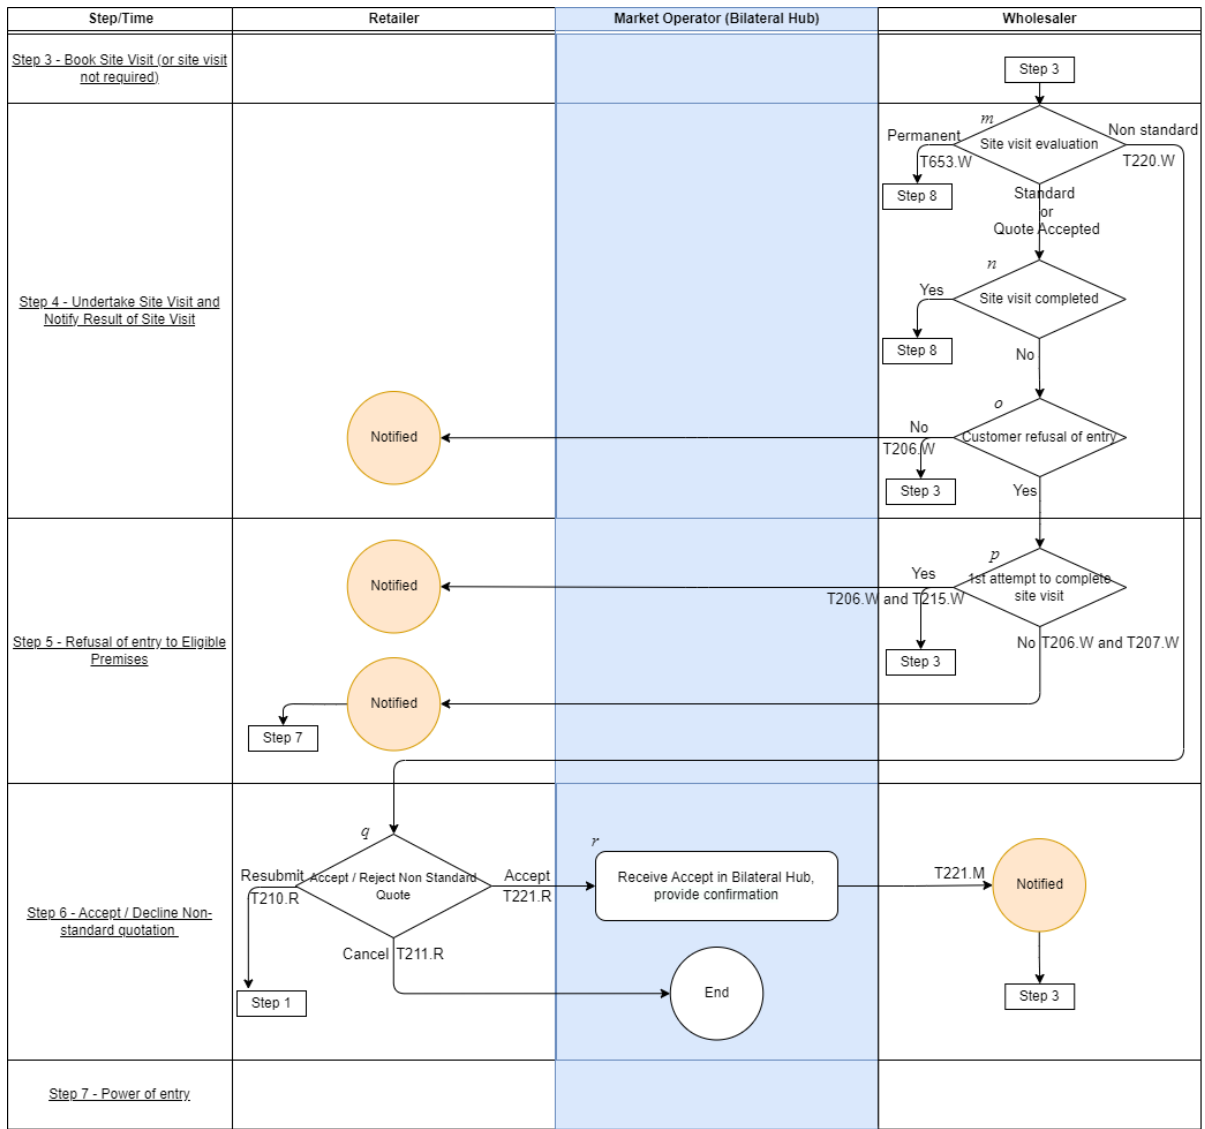 Step/Time
Retailer
Market Operator (Bilateral Hub)
Wholesaler
Step 3 - Book Site Visit (or site visit
not required)
Step 3
Step 4 - Undertake Site Visit and
Notify Result of Site Visit
m
Site visit evaluation
Permanent
T653.W
Step 8
Non standard
T220.W
Standard
or
Quote Accepted
n
Site visit completed
Yes
Step 8
No
o
Customer refusal of entry
No
T206.W
Step 3
Notified
Yes
Step 5 - Refusal of entry to Eligible
Premises
p
1st attempt to complete
site visit
Yes
T206.W and T215.W
Step 3
Notified
No T206.W and T207.W
Notified
Step 7
Step 6 - Accept / Decline Non-
standard quotation
q
Accept / Reject Non Standard
Quote
Resubmit
T210.R
Step 1
Accept
T221.R
Cancel T211.R
r
Receive Accept in Bilateral Hub,
provide confirmation
End
T221.M
Notified
Step 3
Step 7 - Power of entry